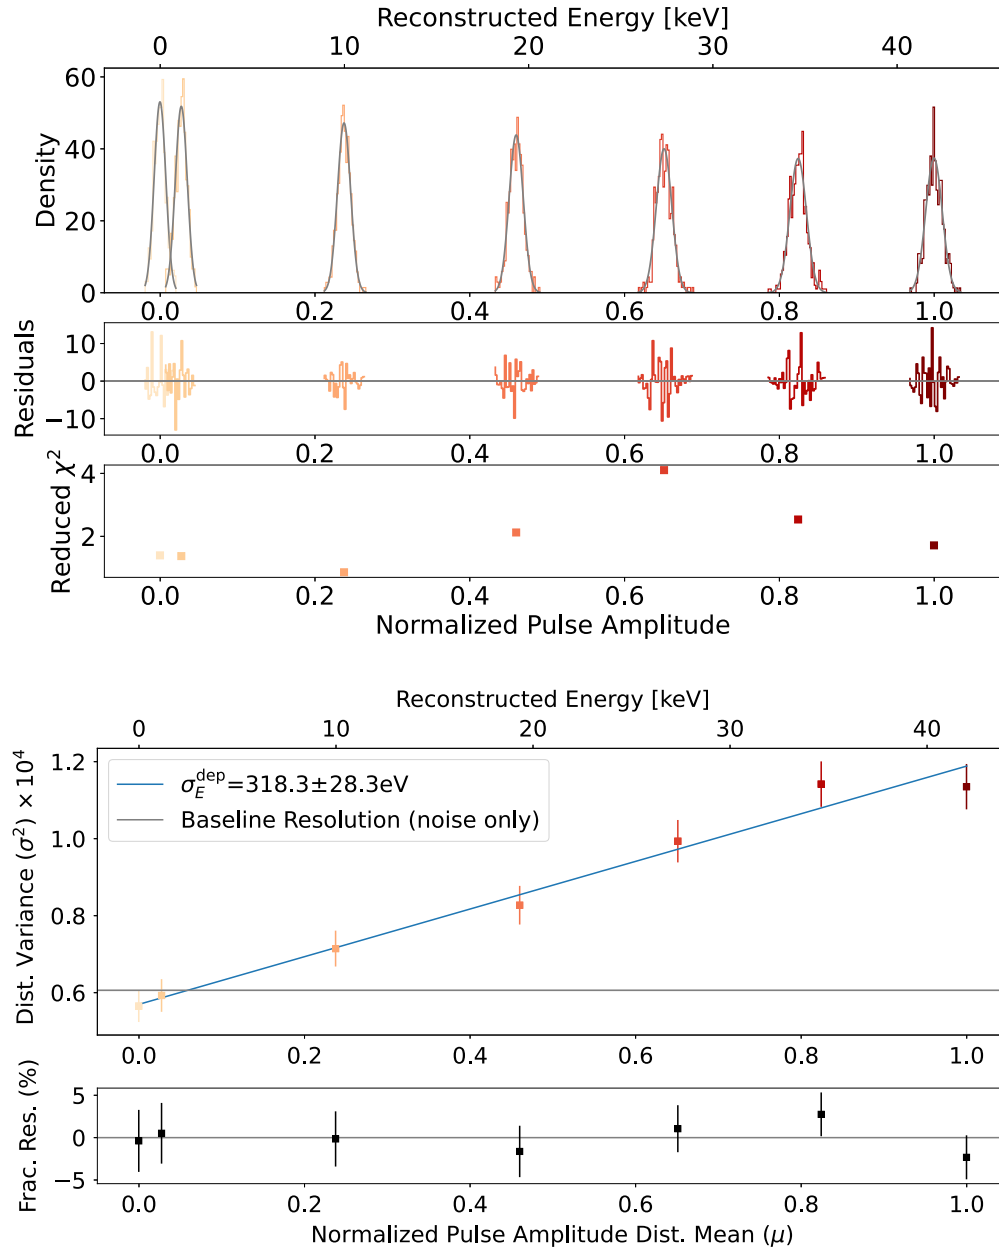 Reconstructed Energy [keV]
0 10 20 30 40
Density
60
40
20
0
0.0 0.2 0.4 0.6 0.8 1.0
Residuals
10
0
−10
0.0 0.2 0.4 0.6 0.8 1.0
Reduced χ²
4
2
0.0 0.2 0.4 0.6 0.8 1.0
Normalized Pulse Amplitude
Reconstructed Energy [keV]
0 10 20 30 40
Dist. Variance (σ²) × 10⁴
1.2
1.0
0.8
0.6
σ_E^dep=318.3±28.3eV
Baseline Resolution (noise only)
0.0 0.2 0.4 0.6 0.8 1.0
Frac. Res. (%)
5
0
−5
0.0 0.2 0.4 0.6 0.8 1.0
Normalized Pulse Amplitude Dist. Mean (μ)